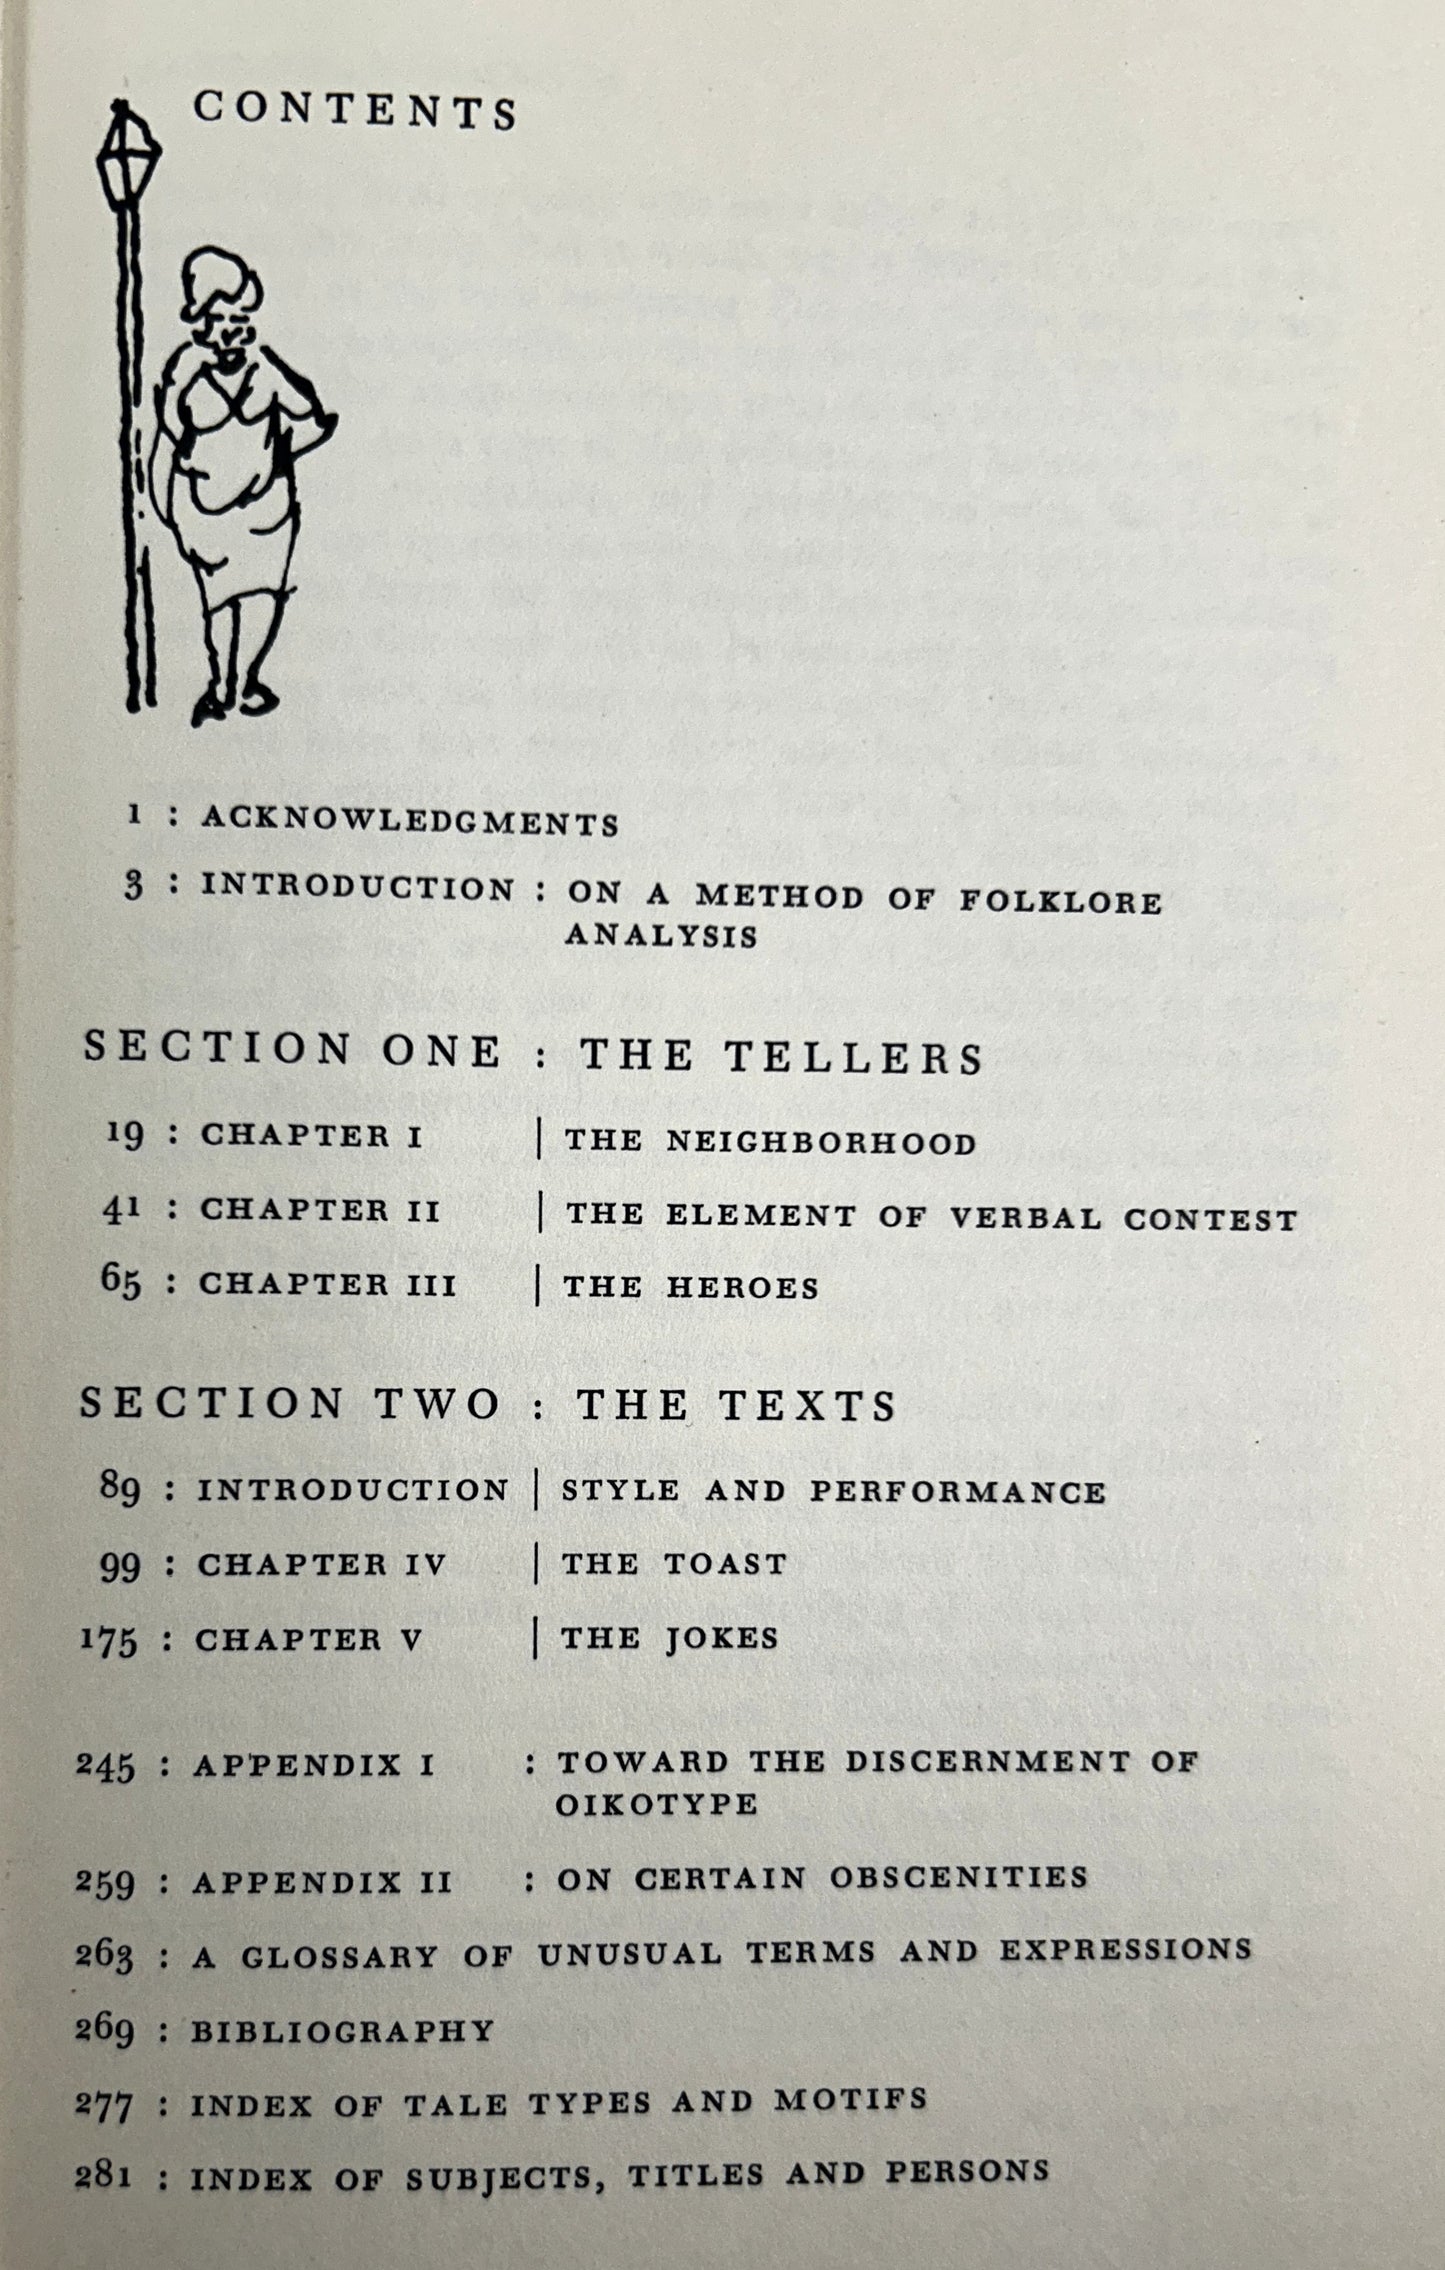 CONTENTS
1 : ACKNOWLEDGMENTS
3 : INTRODUCTION : ON A METHOD OF FOLKLORE
ANALYSIS
SECTION ONE : THE TELLERS
19 : CHAPTER I | THE NEIGHBORHOOD
41 : CHAPTER II | THE ELEMENT OF VERBAL CONTEST
65 : CHAPTER III | THE HEROES
SECTION TWO : THE TEXTS
89 : INTRODUCTION | STYLE AND PERFORMANCE
99 : CHAPTER IV | THE TOAST
175 : CHAPTER V | THE JOKES
245 : APPENDIX I : TOWARD THE DISCERNMENT OF
OIKOTYPE
259 : APPENDIX II : ON CERTAIN OBSCENITIES
263 : A GLOSSARY OF UNUSUAL TERMS AND EXPRESSIONS
269 : BIBLIOGRAPHY
277 : INDEX OF TALE TYPES AND MOTIFS
281 : INDEX OF SUBJECTS, TITLES AND PERSONS